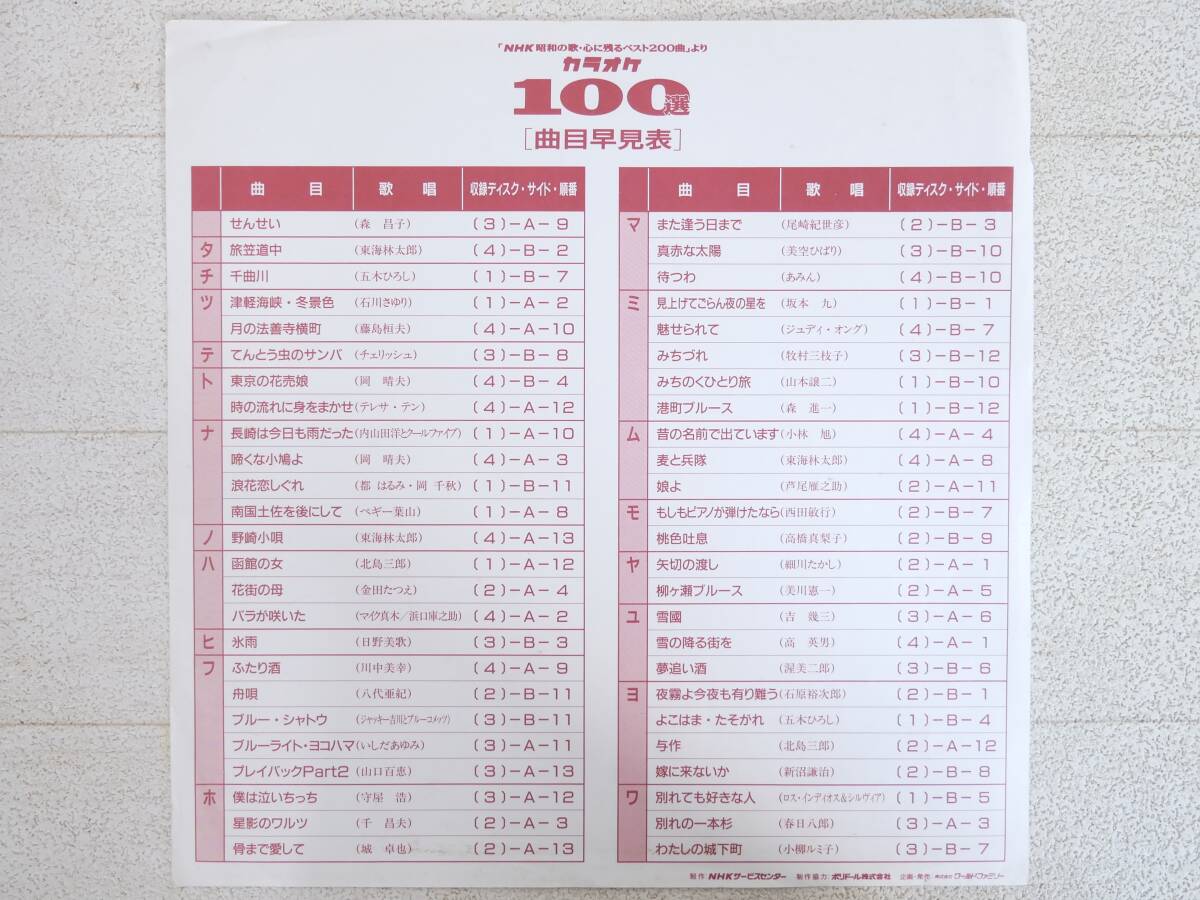 「NHK 昭和の歌・心に残るベスト200曲」より
カラオケ
100選
[曲目早見表]
曲 目 歌 唱 収録ディスク・サイド・順番
せんせい (森 昌子) (3)-A-9
タ 旅笠道中 (東海林太郎) (4)-B-2
チ 千曲川 (五木ひろし) (1)-B-7
ツ 津軽海峡・冬景色 (石川さゆり) (1)-A-2
月の法善寺横町 (藤島桓夫) (4)-A-10
テ てんとう虫のサンバ (チェリッシュ) (3)-B-8
ト 東京の花売娘 (岡 晴夫) (4)-B-4
時の流れに身をまかせ (テレサ・テン) (4)-A-12
ナ 長崎は今日も雨だった (内山田洋とクールファイブ) (1)-A-10
啼くな小鳩よ (岡 晴夫) (4)-A-3
浪花恋しぐれ (都 はるみ・岡 千秋) (1)-B-11
南国土佐を後にして (ペギー葉山) (1)-A-8
ノ 野崎小唄 (東海林太郎) (4)-A-13
ハ 函館の女 (北島三郎) (1)-A-12
花街の母 (金田たつえ) (2)-A-4
バラが咲いた (マイク真木/浜口庫之助) (4)-A-2
ヒ 氷雨 (日野美歌) (3)-B-3
フ ふたり酒 (川中美幸) (4)-A-9
舟唄 (八代亜紀) (2)-B-11
ブルー・シャトウ (ジャッキー吉川とブルーコメッツ) (3)-B-11
ブルーライト・ヨコハマ (いしだあゆみ) (3)-A-11
プレイバックPart2 (山口百恵) (3)-A-13
ホ 僕は泣いちっち (守屋 浩) (3)-A-12
星影のワルツ (千 昌夫) (2)-A-3
骨まで愛して (城 卓也) (2)-A-13
曲 目 歌 唱 収録ディスク・サイド・順番
マ また逢う日まで (尾崎紀世彦) (2)-B-3
真赤な太陽 (美空ひばり) (3)-B-10
待つわ (あみん) (4)-B-10
ミ 見上げてごらん夜の星を (坂本 九) (1)-B-1
魅せられて (ジュディ・オング) (4)-B-7
みちづれ (牧村三枝子) (3)-B-12
みちのくひとり旅 (山本譲二) (1)-B-10
港町ブルース (森 進一) (1)-B-12
ム 昔の名前で出ています (小林 旭) (4)-A-4
麦と兵隊 (東海林太郎) (4)-A-8
娘よ (芦屋雁之助) (2)-A-11
モ もしもピアノが弾けたなら (西田敏行) (2)-B-7
桃色吐息 (高橋真梨子) (2)-B-9
ヤ 矢切の渡し (細川たかし) (2)-A-1
柳ヶ瀬ブルース (美川憲一) (2)-A-5
ユ 雪國 (吉 幾三) (3)-A-6
雪の降る街を (高 英男) (4)-A-1
夢追い酒 (渥美二郎) (3)-B-6
ヨ 夜霧よ今夜も有り難う (石原裕次郎) (2)-B-1
よこはま・たそがれ (五木ひろし) (1)-B-4
与作 (北島三郎) (2)-A-12
嫁に来ないか (新沼謙治) (2)-B-8
ワ 別れても好きな人 (ロス・インディオス&シルヴィア) (1)-B-5
別れの一本杉 (春日八郎) (3)-A-3
わたしの城下町 (小柳ルミ子) (3)-B-7
制作:NHKサービスセンター 制作協力:ポリドール株式会社 企画・発売:株式会社ワールドファミリー